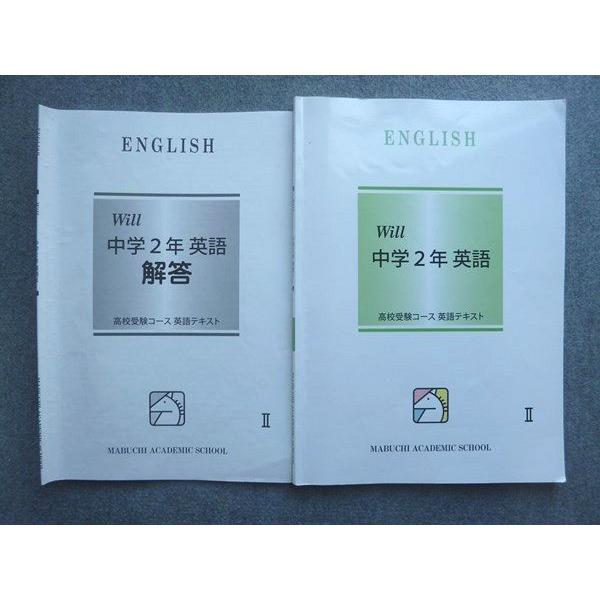 ENGLISH
Will
中学2年 英語
解答
高校受験コース 英語テキスト
II
MABUCHI ACADEMIC SCHOOL
ENGLISH
Will
中学2年 英語
高校受験コース 英語テキスト
II
MABUCHI ACADEMIC SCHOOL